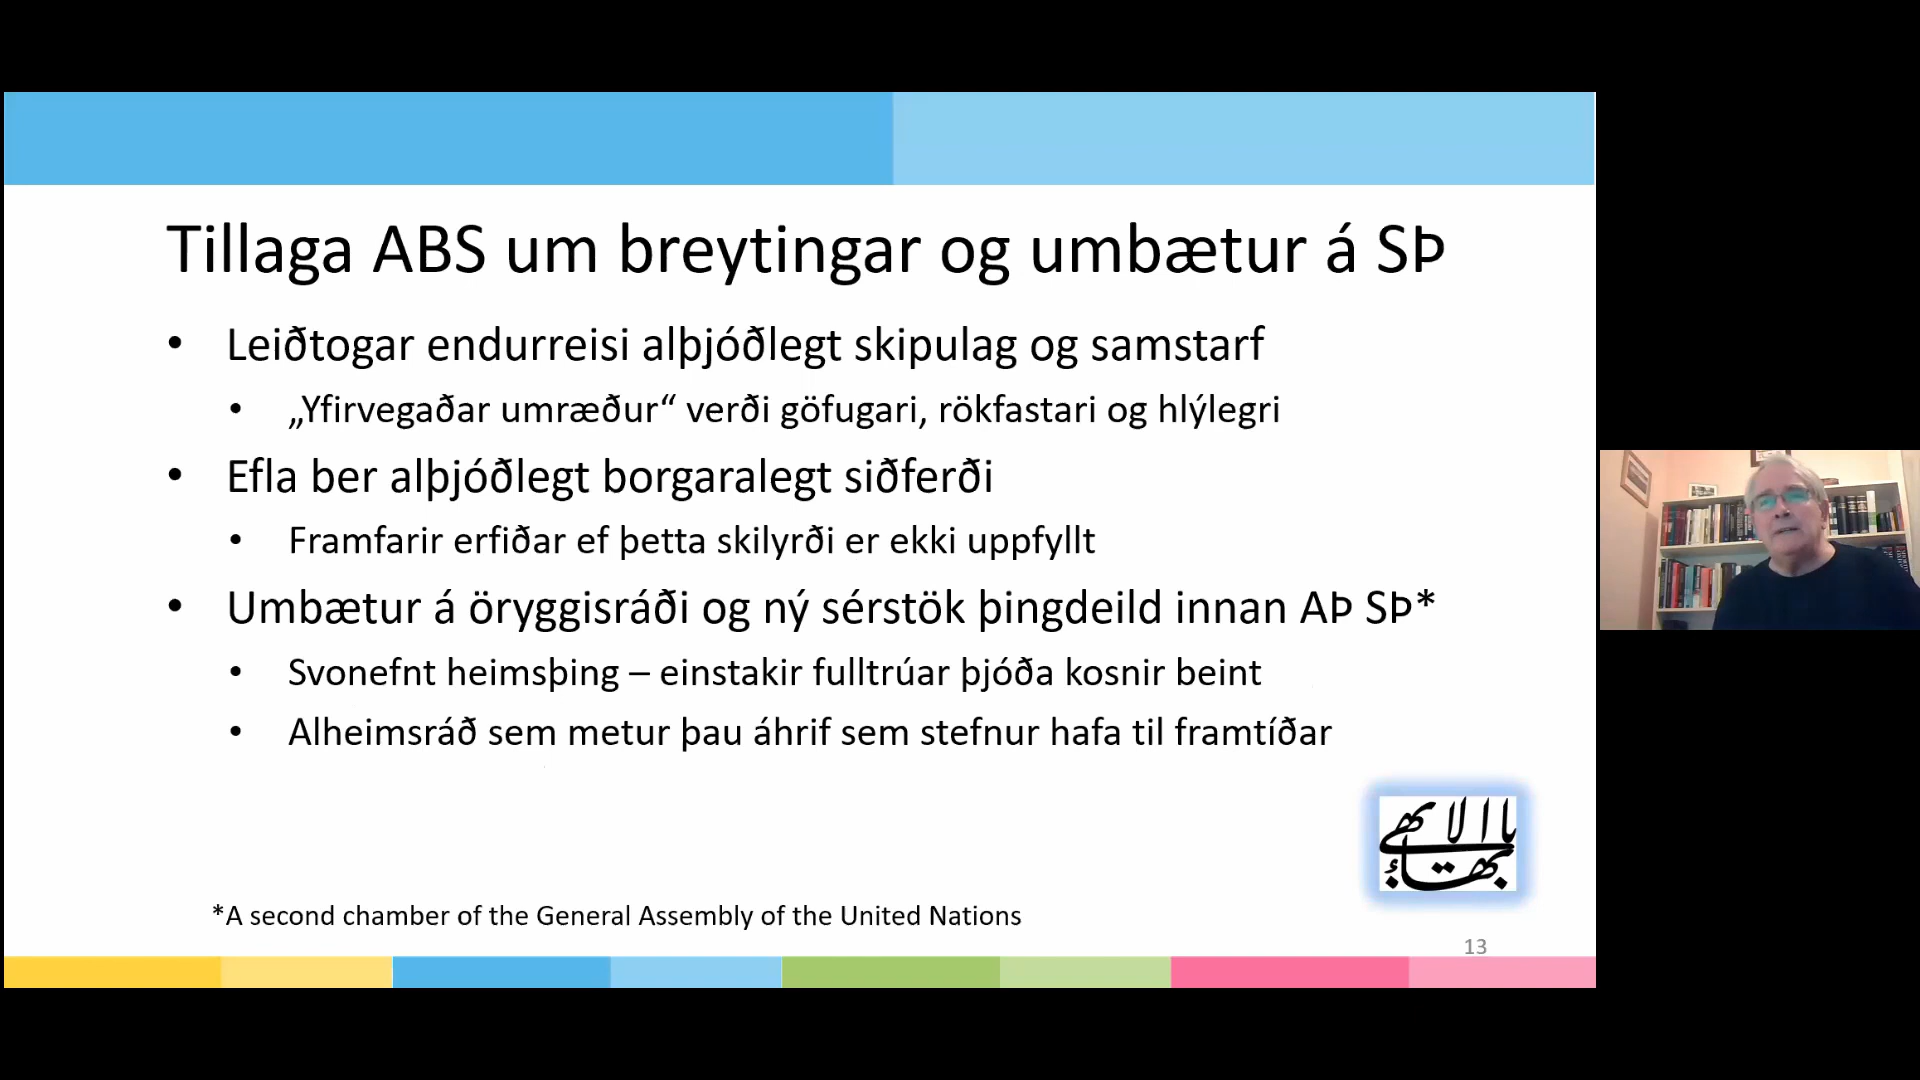 Tillaga ABS um breytingar og umbætur á SÞ
• Leiðtogar endurreisi alþjóðlegt skipulag og samstarf
• „Yfirvegaðar umræður“ verði göfugari, rökfastari og hlýlegri
• Efla ber alþjóðlegt borgaralegt siðferði
• Framfarir erfiðar ef þetta skilyrði er ekki uppfyllt
• Umbætur á öryggisráði og ný sérstök þingdeild innan AÞ SÞ*
• Svonefnt heimsþing – einstakir fulltrúar þjóða kosnir beint
• Alheimsráð sem metur þau áhrif sem stefnur hafa til framtíðar
يا بهاء الابهى
*A second chamber of the General Assembly of the United Nations
13